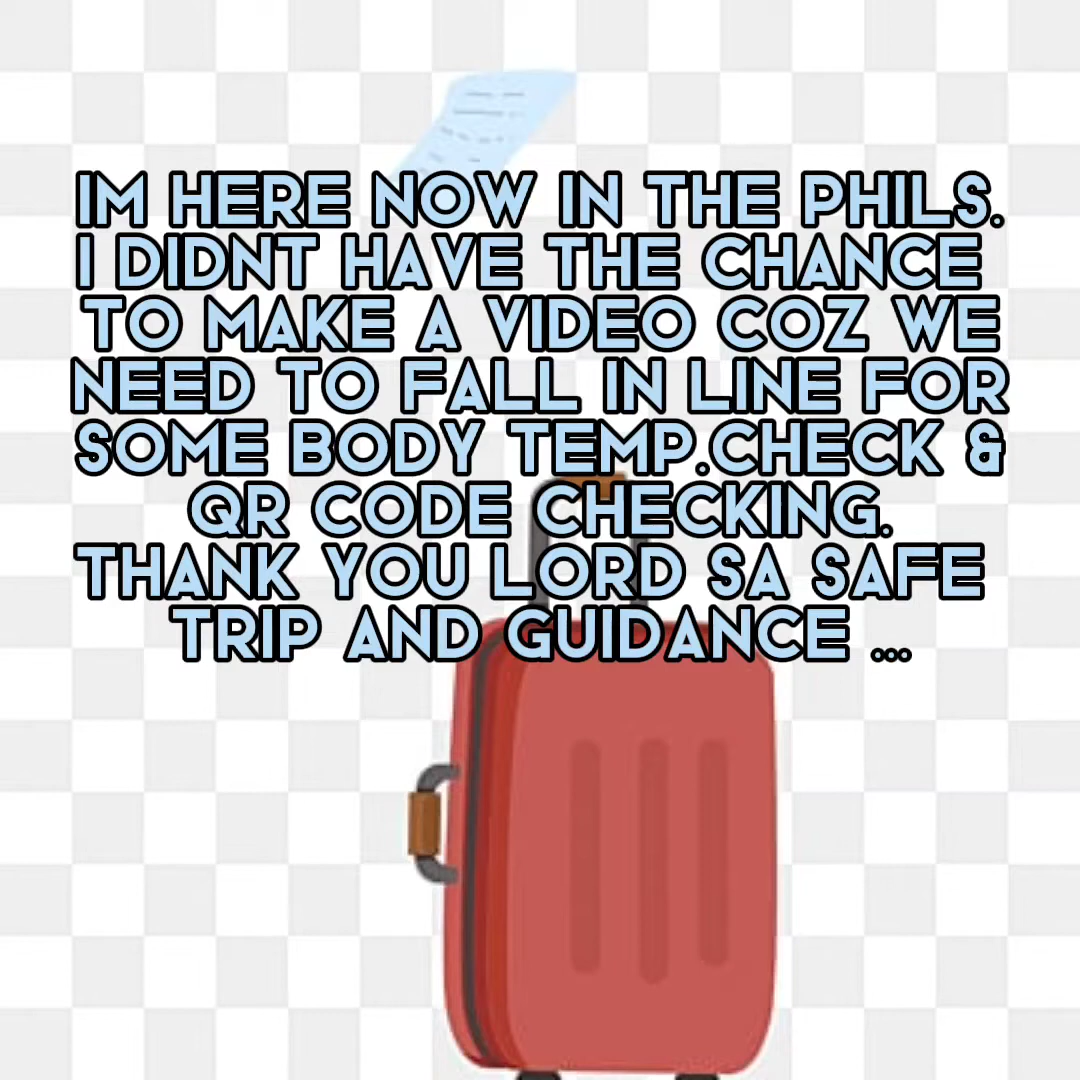 IM HERE NOW IN THE PHILS.
I DIDNT HAVE THE CHANCE
TO MAKE A VIDEO COZ WE
NEED TO FALL IN LINE FOR
SOME BODY TEMP.CHECK &
QR CODE CHECKING.
THANK YOU LORD SA SAFE
TRIP AND GUIDANCE ...